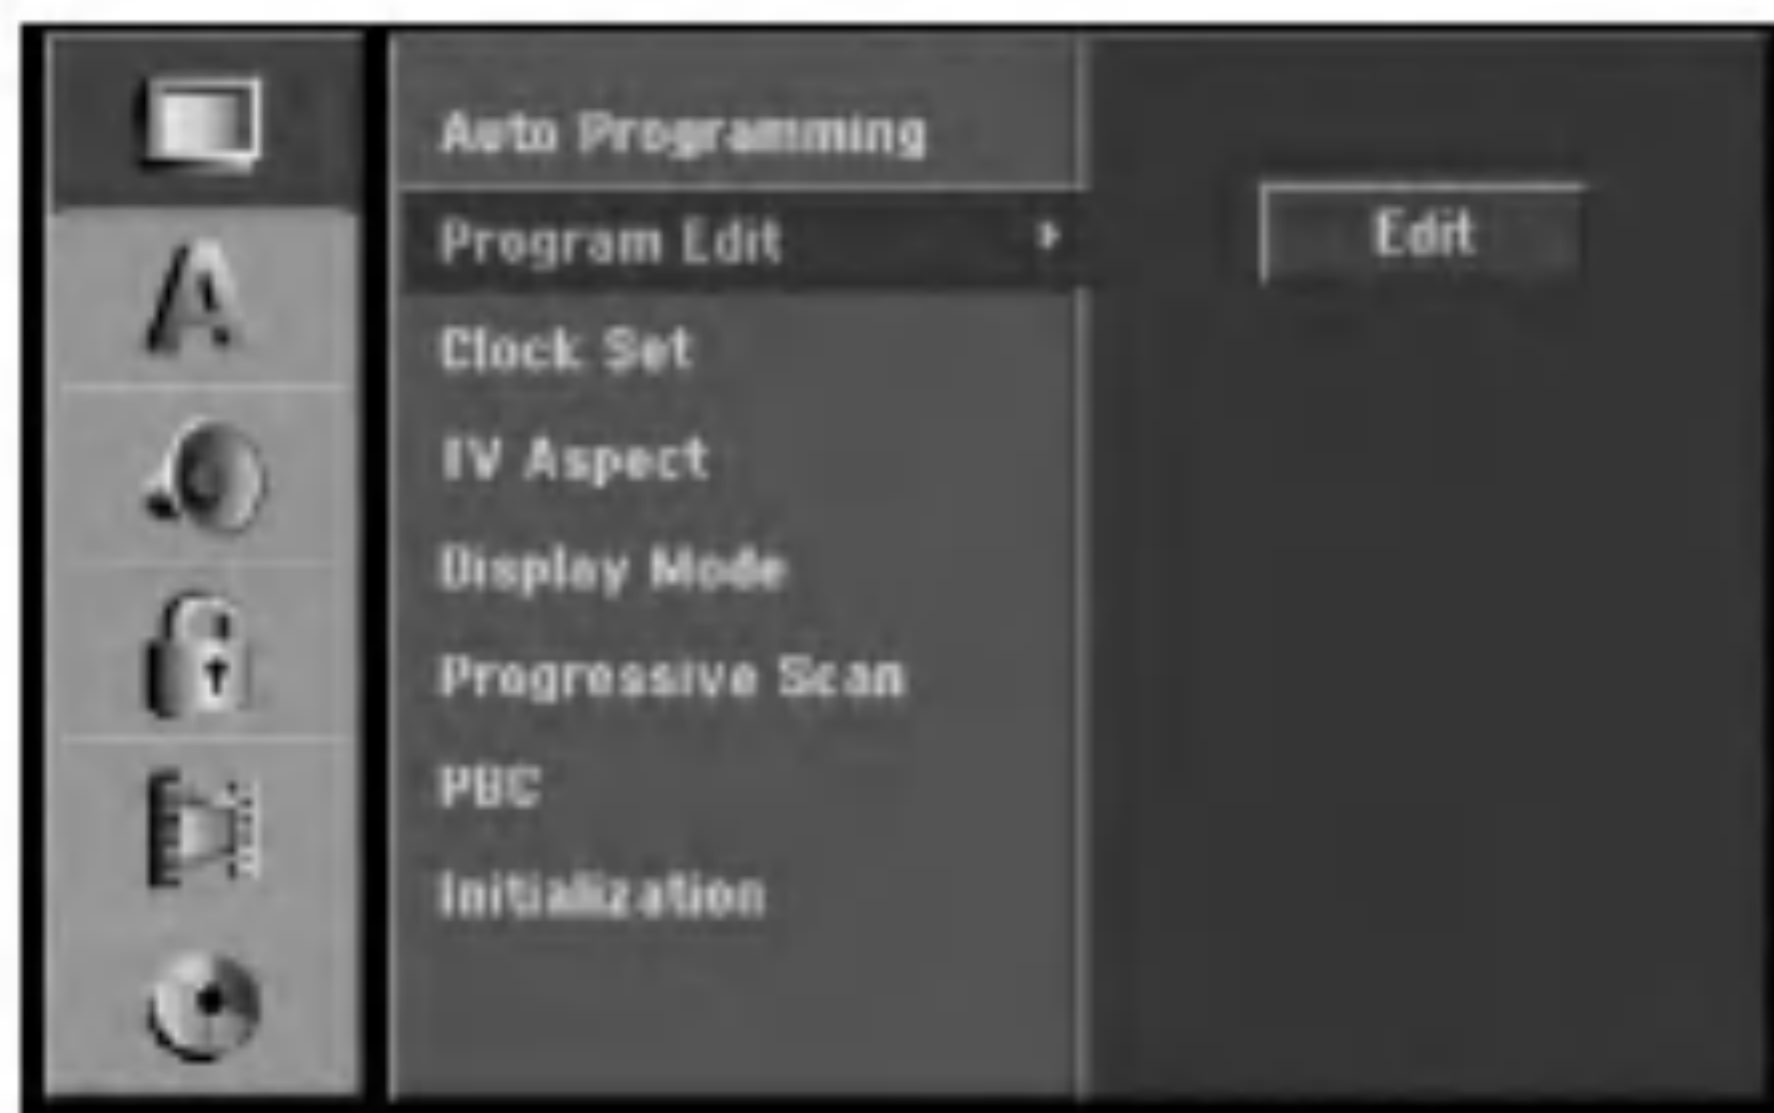 Auto Programming
Program Edit
Edit
Clock Set
TV Aspect
Display Mode
Progressive Scan
PBC
Initialization